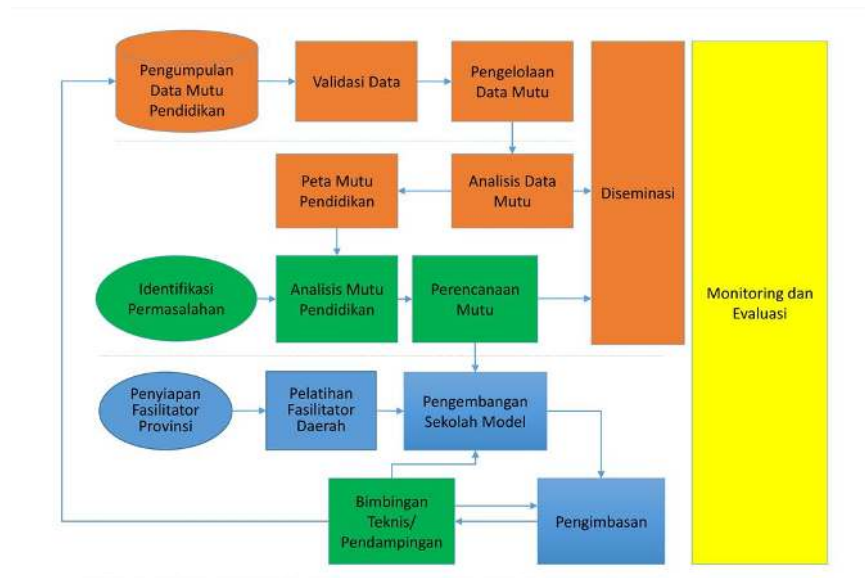 Pengumpulan
Data Mutu
Pendidikan
Validasi Data
Pengelolaan
Data Mutu
Peta Mutu
Pendidikan
Analisis Data
Mutu
Diseminasi
Identifikasi
Permasalahan
Analisis Mutu
Pendidikan
Perencanaan
Mutu
Monitoring dan
Evaluasi
Penyiapan
Fasilitator
Provinsi
Pelatihan
Fasilitator
Daerah
Pengembangan
Sekolah Model
Bimbingan
Teknis/
Pendampingan
Pengimbasan